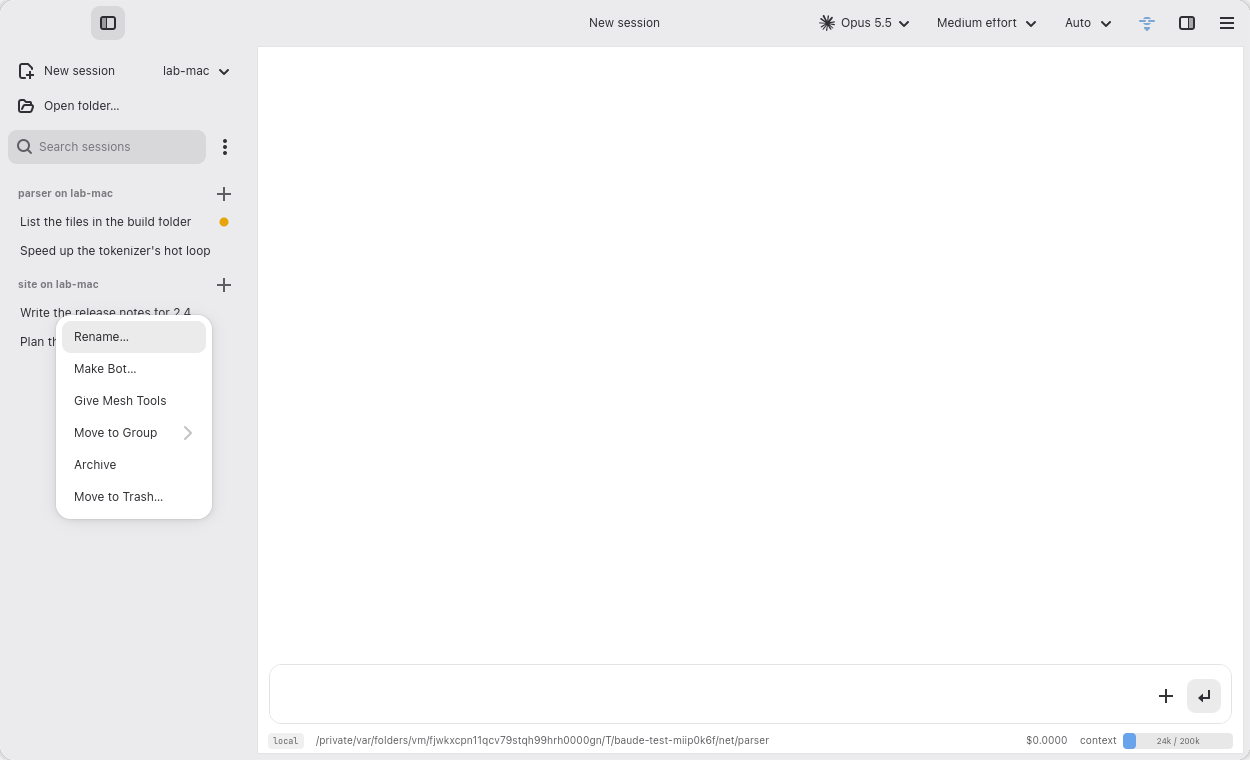 New session
Opus 5.5
Medium effort
Auto
New session
lab-mac
Open folder...
Search sessions
parser on lab-mac
List the files in the build folder
Speed up the tokenizer's hot loop
site on lab-mac
Write the release notes for 2.4
Plan
Rename...
Make Bot...
Give Mesh Tools
Move to Group
Archive
Move to Trash...
local
/private/var/folders/vm/fjwkxcpn11qcv79stqh99hrh0000gn/T/baude-test-miip0k6f/net/parser
$0.0000
context
24k / 200k